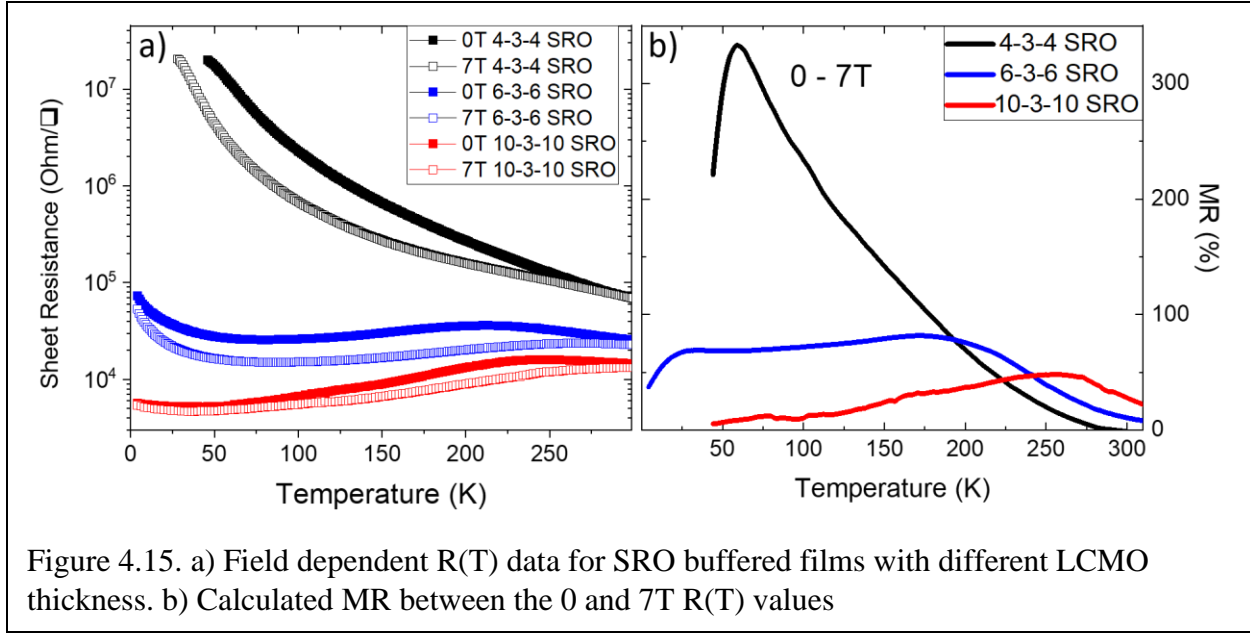 a)
0T 4-3-4 SRO
7T 4-3-4 SRO
0T 6-3-6 SRO
7T 6-3-6 SRO
0T 10-3-10 SRO
7T 10-3-10 SRO
Sheet Resistance (Ohm/□)
10⁷
10⁶
10⁵
10⁴
0 50 100 150 200 250
Temperature (K)
b)
0 - 7T
4-3-4 SRO
6-3-6 SRO
10-3-10 SRO
300
200
100
0
MR (%)
50 100 150 200 250 300
Temperature (K)
Figure 4.15. a) Field dependent R(T) data for SRO buffered films with different LCMO
thickness. b) Calculated MR between the 0 and 7T R(T) values